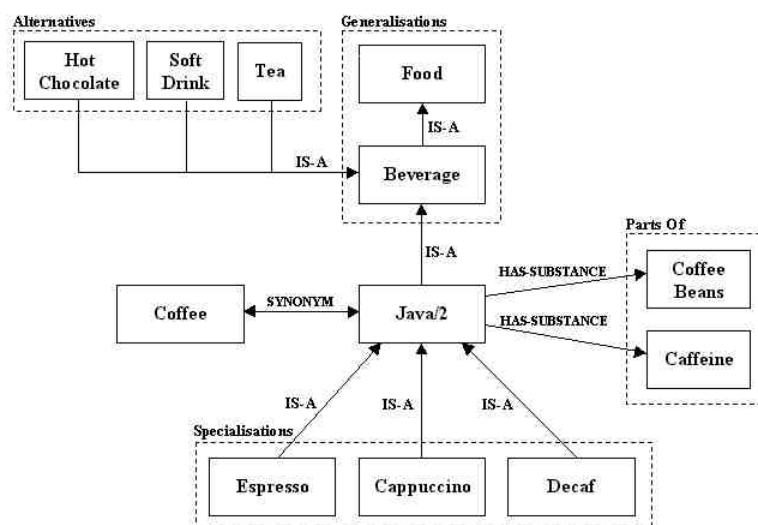 Alternatives
Generalisations
Hot
Chocolate
Soft
Drink
Tea
Food
IS-A
IS-A
Beverage
IS-A
Parts Of
HAS-SUBSTANCE
Coffee
Beans
Coffee
SYNONYM
Java/2
HAS-SUBSTANCE
Caffeine
IS-A
IS-A
IS-A
Specialisations
Espresso
Cappuccino
Decaf